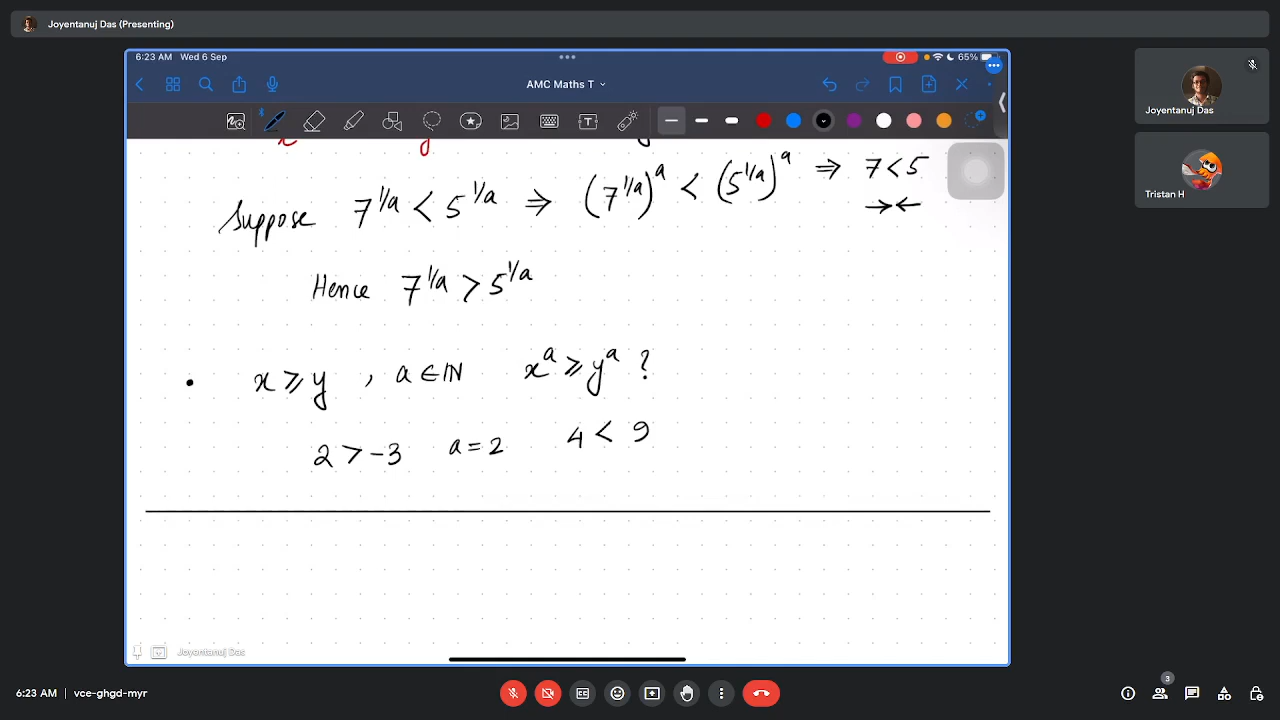 Joyentanuj Das (Presenting)
6:23 AM Wed 6 Sep
65%
AMC Maths T
x y
Suppose 7^{1/a} < 5^{1/a} ⇒ (7^{1/a})^a < (5^{1/a})^a ⇒ 7 < 5
→←
Hence 7^{1/a} > 5^{1/a}
• x ≥ y , a ∈ ℕ x^a ≥ y^a ?
2 > -3 a = 2 4 < 9
Joyentanuj Das
Joyentanuj Das
Tristan H
6:23 AM | vce-ghgd-myr
3